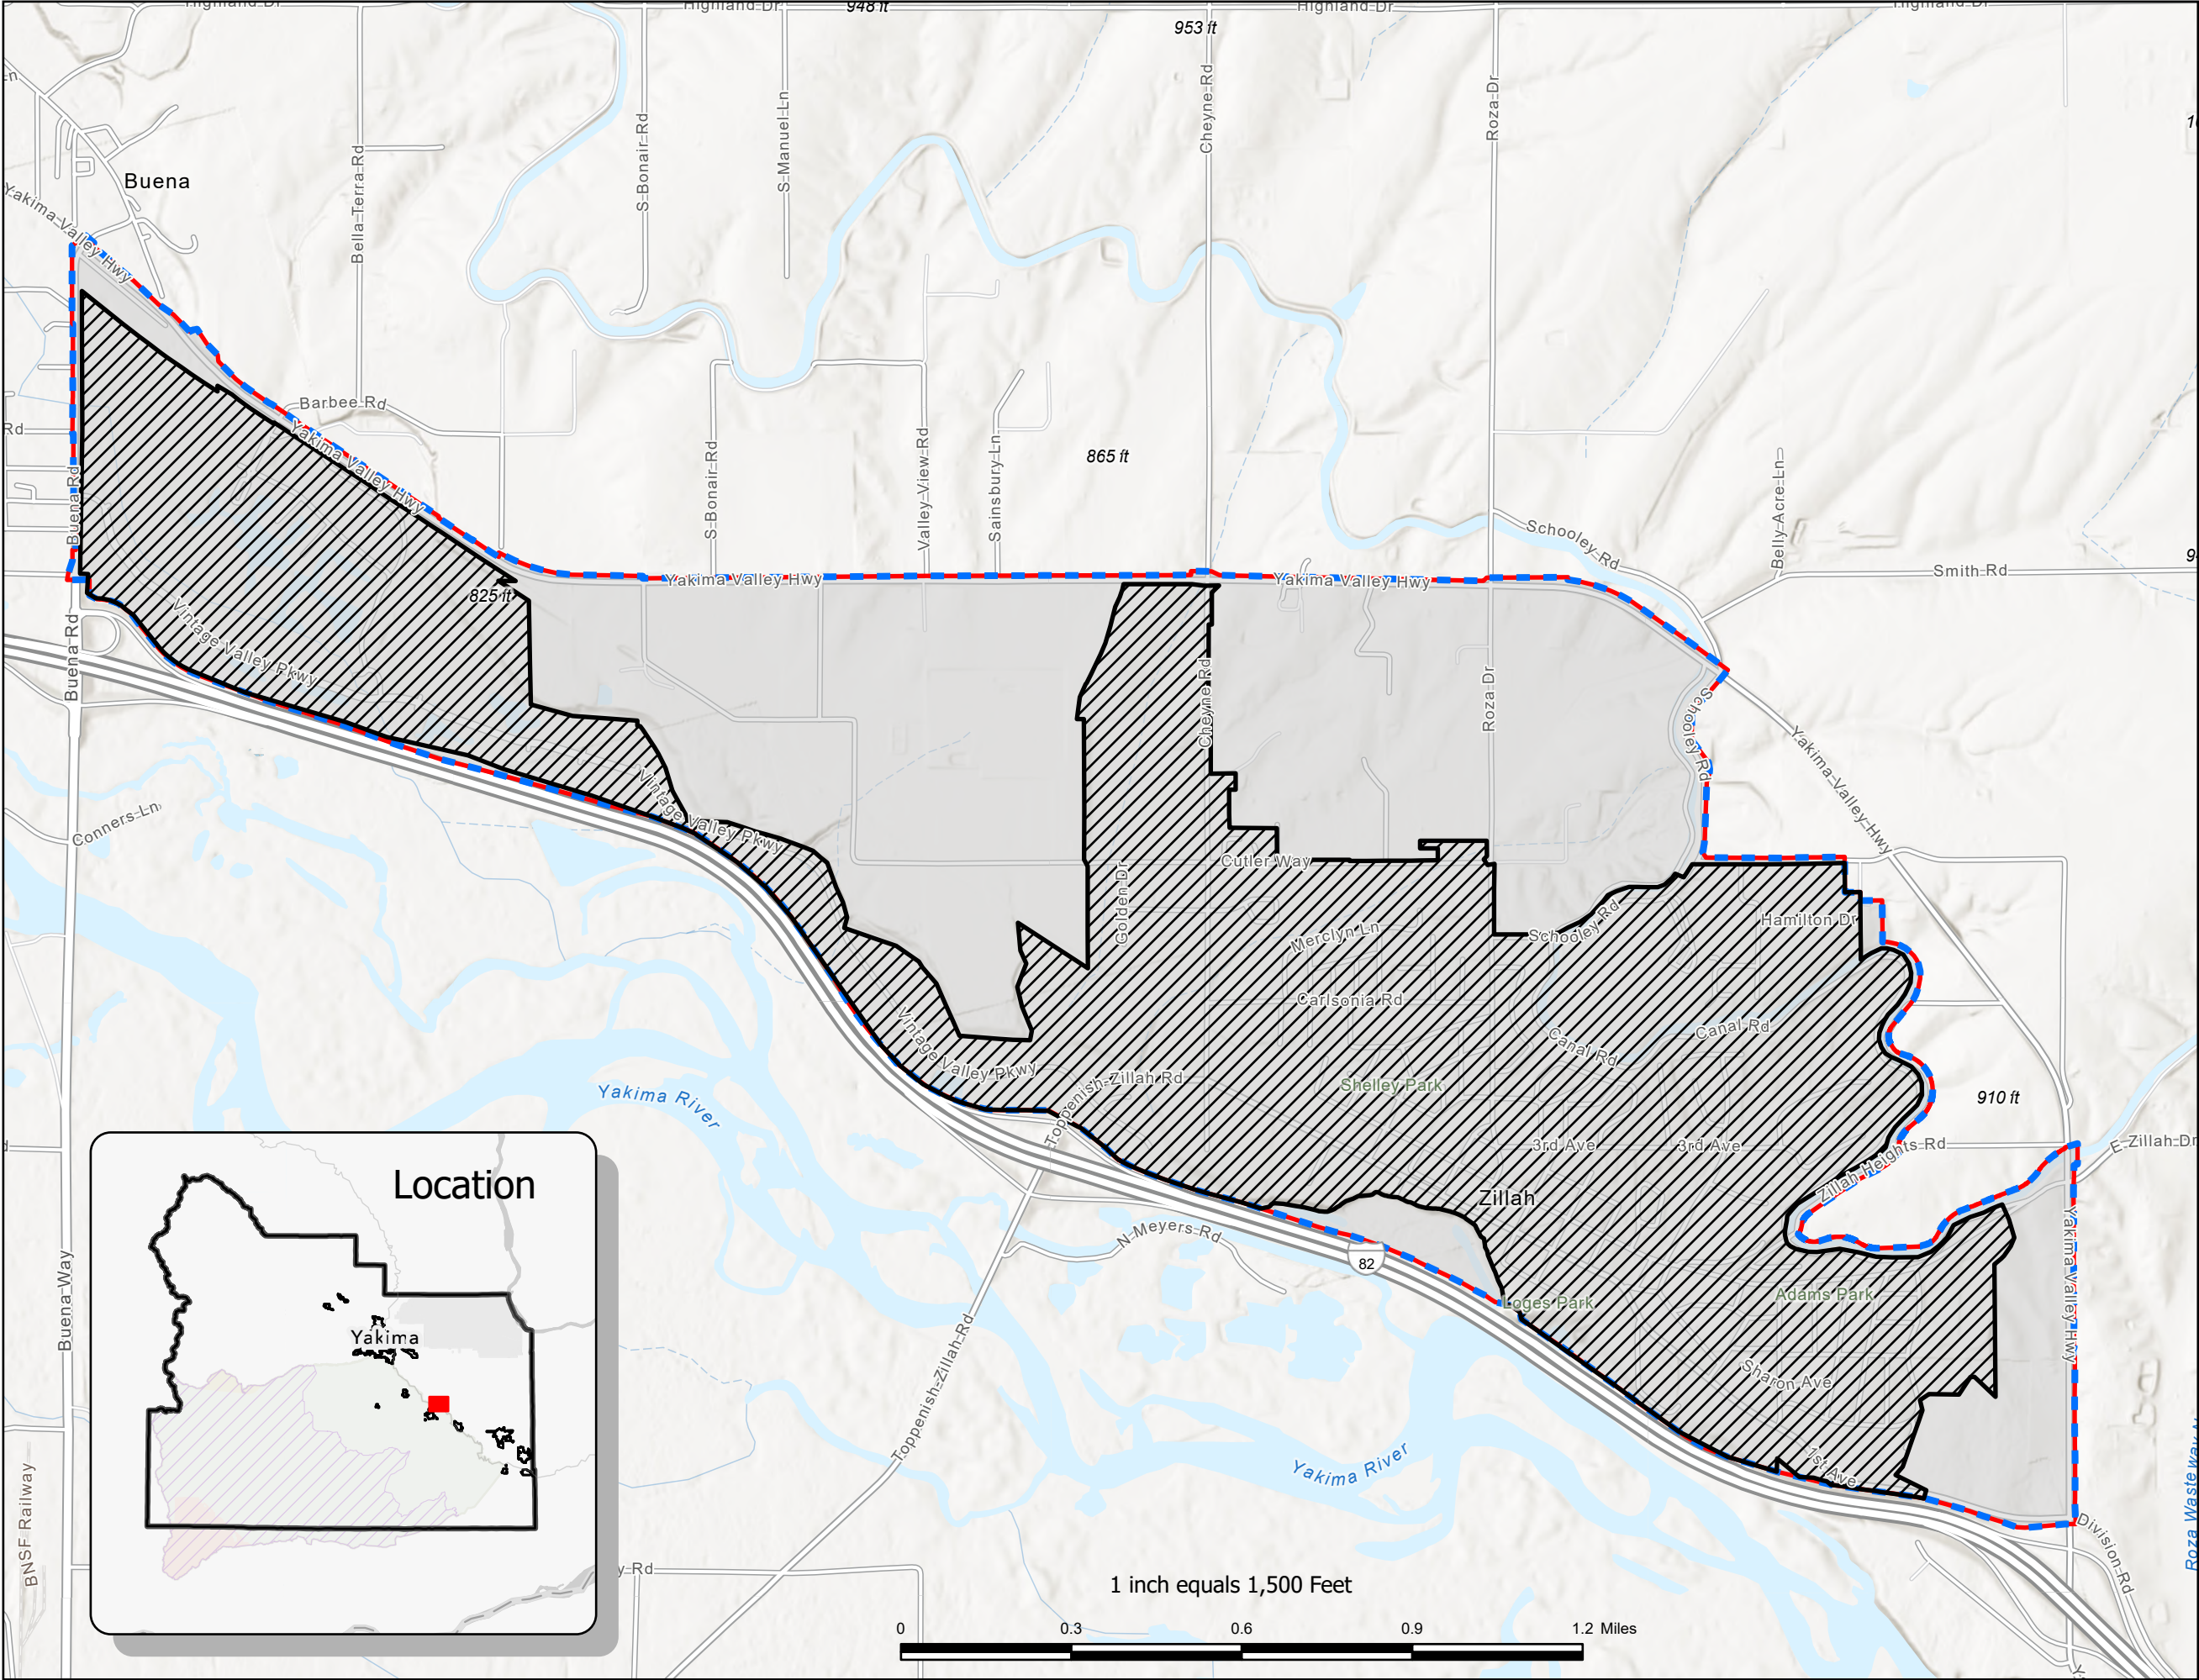 Highland Dr
948 ft
Highland Dr
Highland Dr
Highland Dr
953 ft
Cheyne Rd
Roza Dr
S Manuel Ln
S Bonair Rd
Bella Terra Rd
Buena
Yakima Valley Hwy
Barbee Rd
Yakima Valley Hwy
Rd
Buena Rd
865 ft
S Bonair Rd
Valley View Rd
Sainsbury Ln
Belly Acre Ln
Schooley Rd
Smith Rd
Yakima Valley Hwy
Yakima Valley Hwy
825 ft
Vintage Valley Pkwy
Buena Rd
Cheyne Rd
Roza Dr
Schooley Rd
Yakima Valley Hwy
Conners Ln
Vintage Valley Pkwy
Cutler Way
Golden Dr
Merclyn Ln
Schooley Rd
Hamilton Dr
Carlsonia Rd
Canal Rd
Canal Rd
Vintage Valley Pkwy
Toppenish-Zillah Rd
Shelley Park
910 ft
Yakima River
3rd Ave
3rd Ave
Zillah Heights Rd
E Zillah Dr
Zillah
N Meyers Rd
82
Loges Park
Adams Park
Yakima Valley Hwy
Buena Way
Toppenish-Zillah Rd
Sharon Ave
1st Ave
Yakima River
Roza Wasteway
Division Rd
BNSF Railway
y Rd
Location
Yakima
1 inch equals 1,500 Feet
0
0.3
0.6
0.9
1.2 Miles